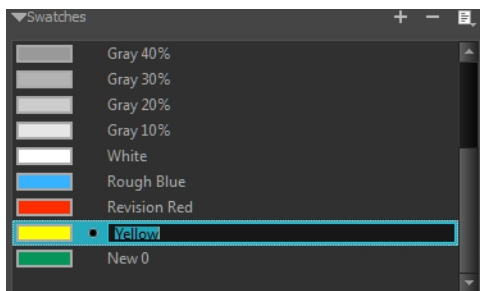 Swatches
Gray 40%
Gray 30%
Gray 20%
Gray 10%
White
Rough Blue
Revision Red
Yellow
New 0